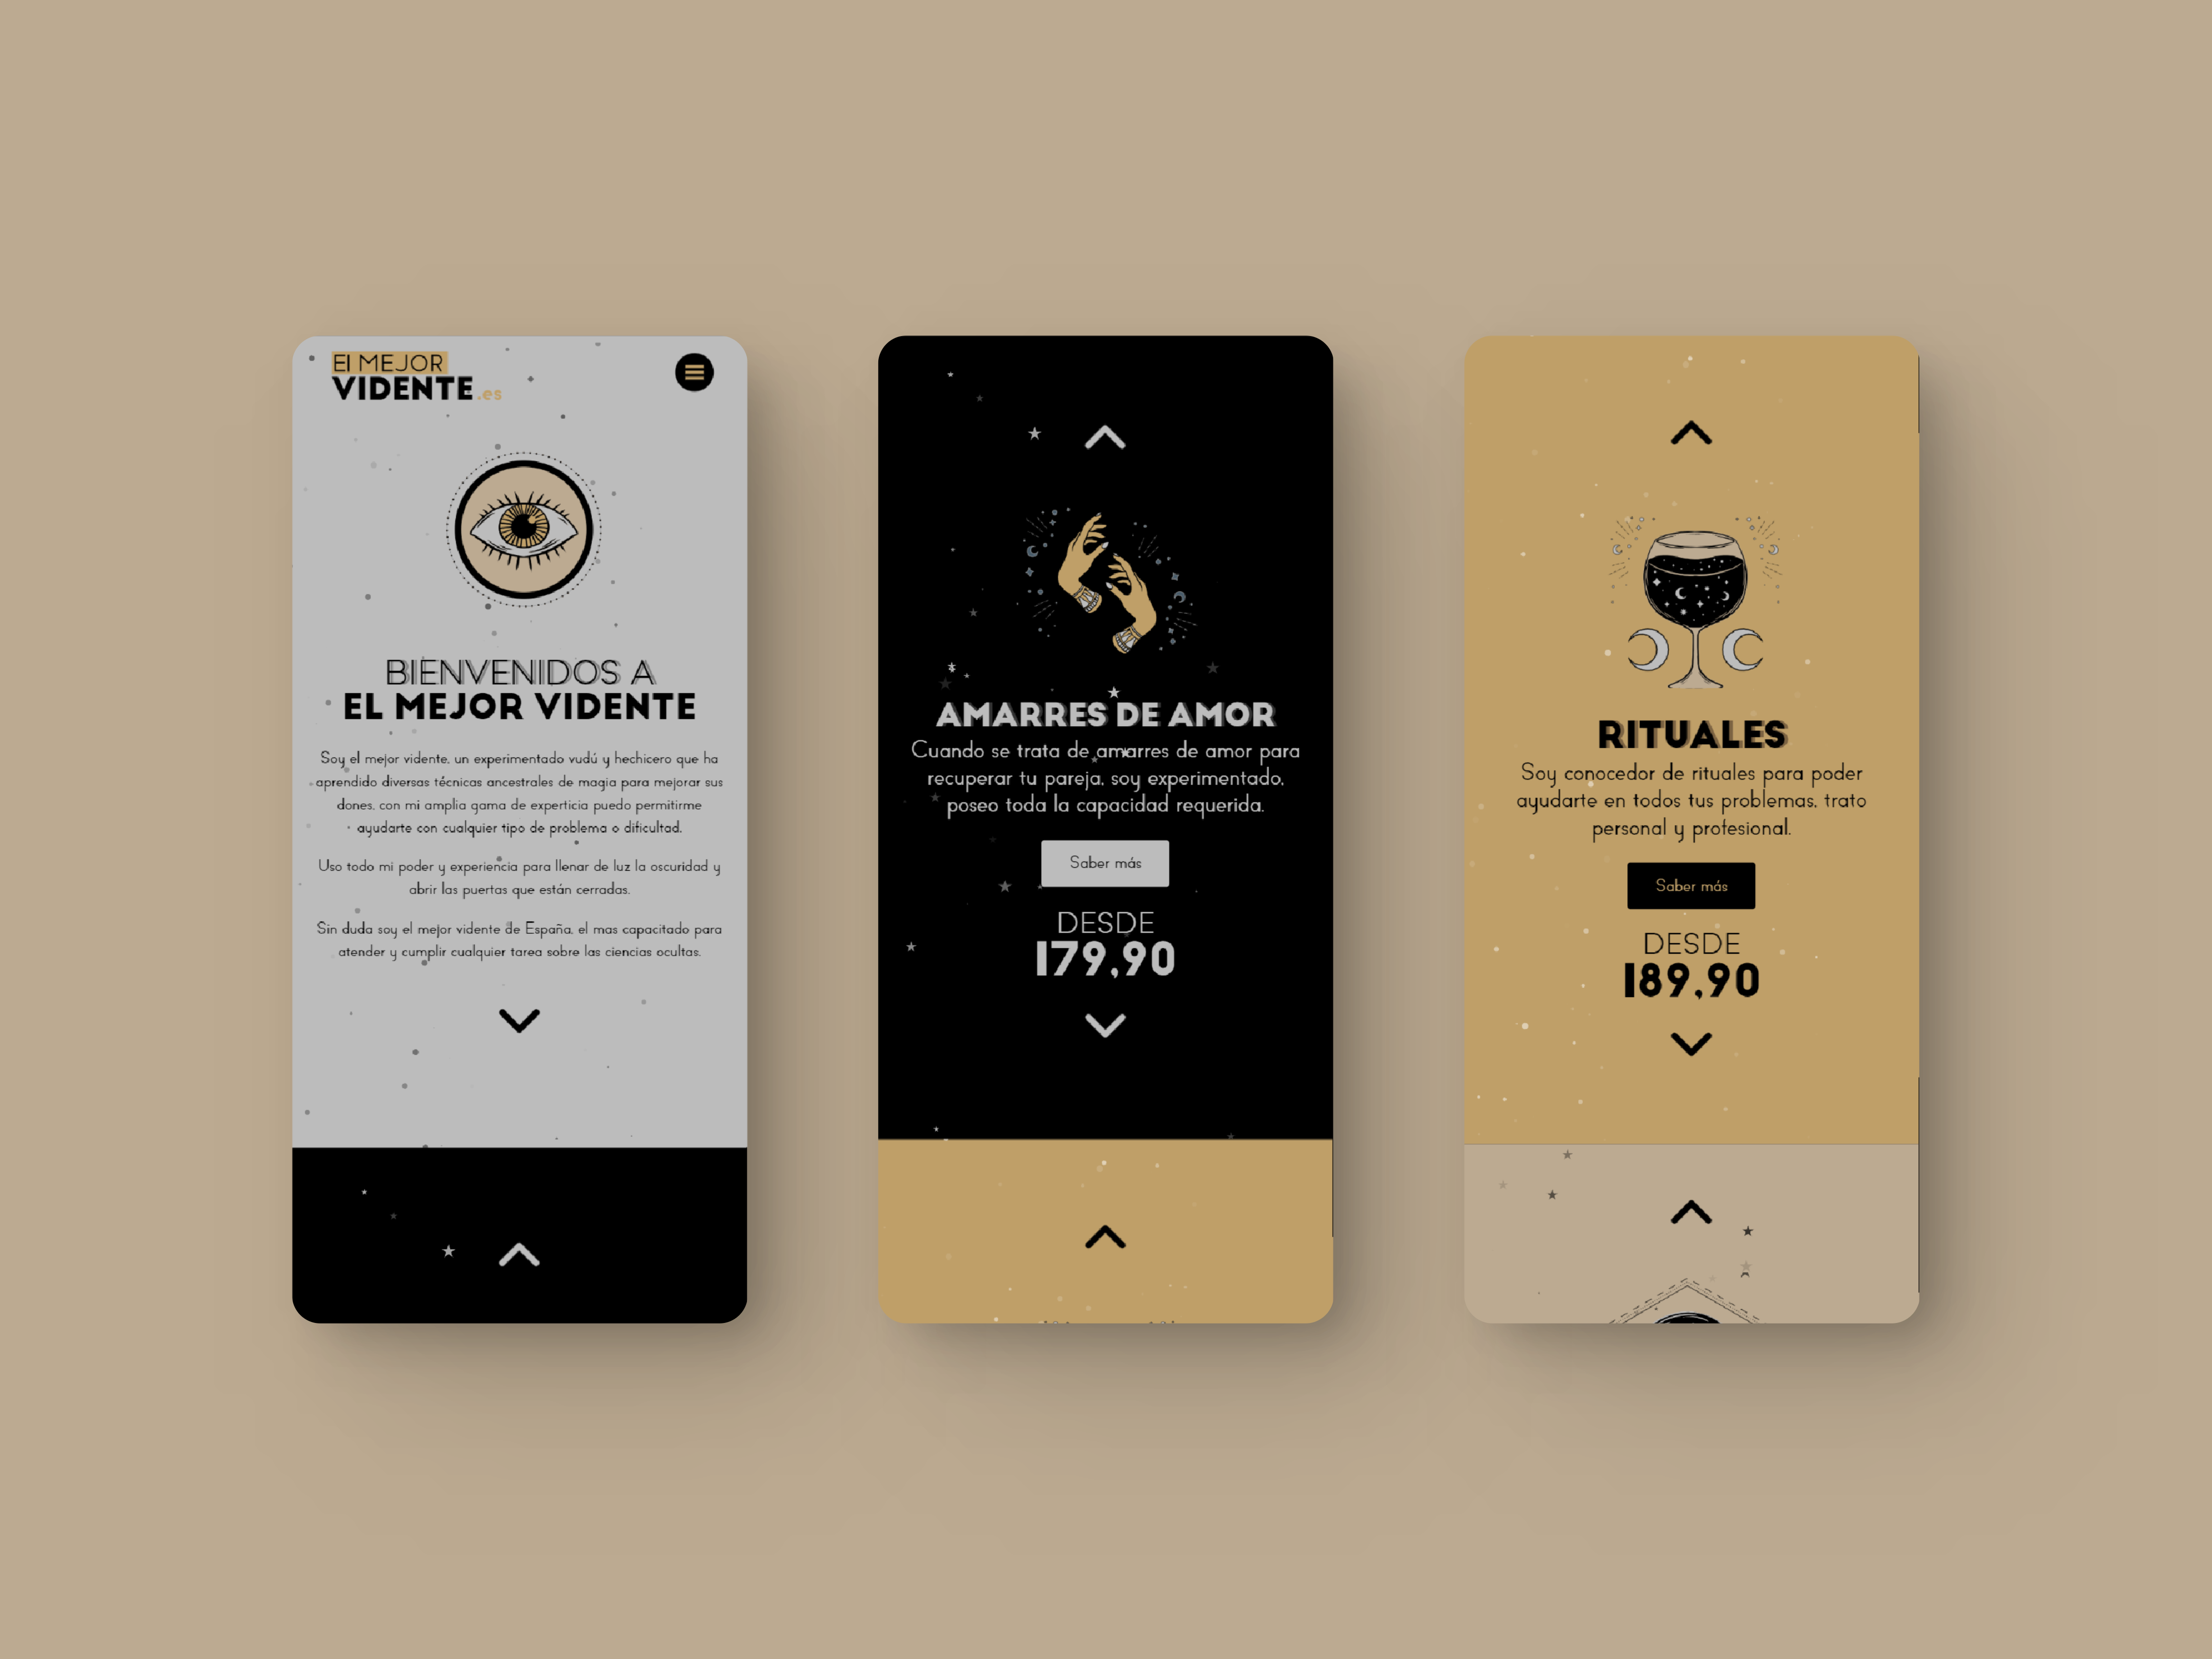 El MEJOR
VIDENTE.es
BIENVENIDOS A
EL MEJOR VIDENTE
Soy el mejor vidente, un experimentado vudú y hechicero que ha
aprendido diversas técnicas ancestrales de magia para mejorar sus
dones, con mi amplia gama de experticia puedo permitirme
ayudarte con cualquier tipo de problema o dificultad.
Uso todo mi poder y experiencia para llenar de luz la oscuridad y
abrir las puertas que están cerradas.
Sin duda soy el mejor vidente de España, el mas capacitado para
atender y cumplir cualquier tarea sobre las ciencias ocultas.
AMARRES DE AMOR
Cuando se trata de amarres de amor para
recuperar tu pareja, soy experimentado,
poseo toda la capacidad requerida.
Saber más
DESDE
179,90
RITUALES
Soy conocedor de rituales para poder
ayudarte en todos tus problemas, trato
personal y profesional.
Saber más
DESDE
189,90